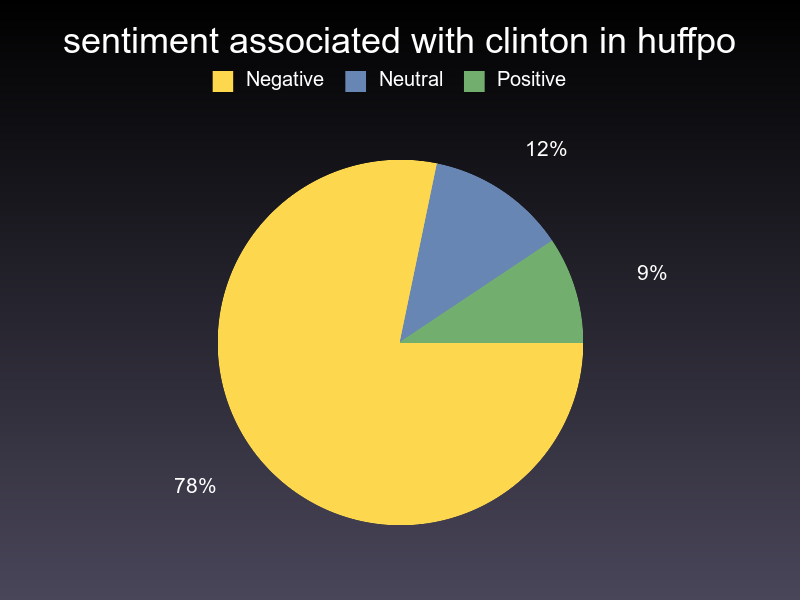 sentiment associated with clinton in huffpo
Negative Neutral Positive
12%
9%
78%